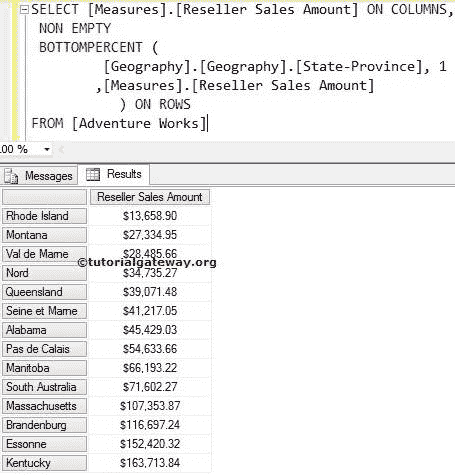 SELECT [Measures].[Reseller Sales Amount] ON COLUMNS,
NON EMPTY
BOTTOMPERCENT (
[Geography].[Geography].[State-Province], 1
,[Measures].[Reseller Sales Amount]
) ON ROWS
FROM [Adventure Works]
.00 %
Messages Results
Reseller Sales Amount
Rhode Island $13,658.90
Montana $27,334.95
Val de Marne $28,485.66
©tutorialgateway.org
Nord $34,735.27
Queensland $39,071.48
Seine et Marne $41,217.05
Alabama $45,429.03
Pas de Calais $54,633.66
Manitoba $66,193.22
South Australia $71,602.27
Massachusetts $107,353.87
Brandenburg $116,697.24
Essonne $152,420.32
Kentucky $163,713.84